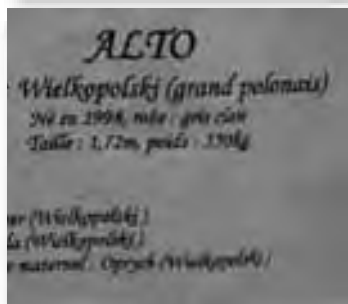 ALTO
Wielkopolski (grand polonais)
Né en 1998, robe : gris clair
Taille : 1,72m, poids : 550kg
(Wielkopolski)
(Wielkopolski)
maternel : Oprych (Wielkopolski)